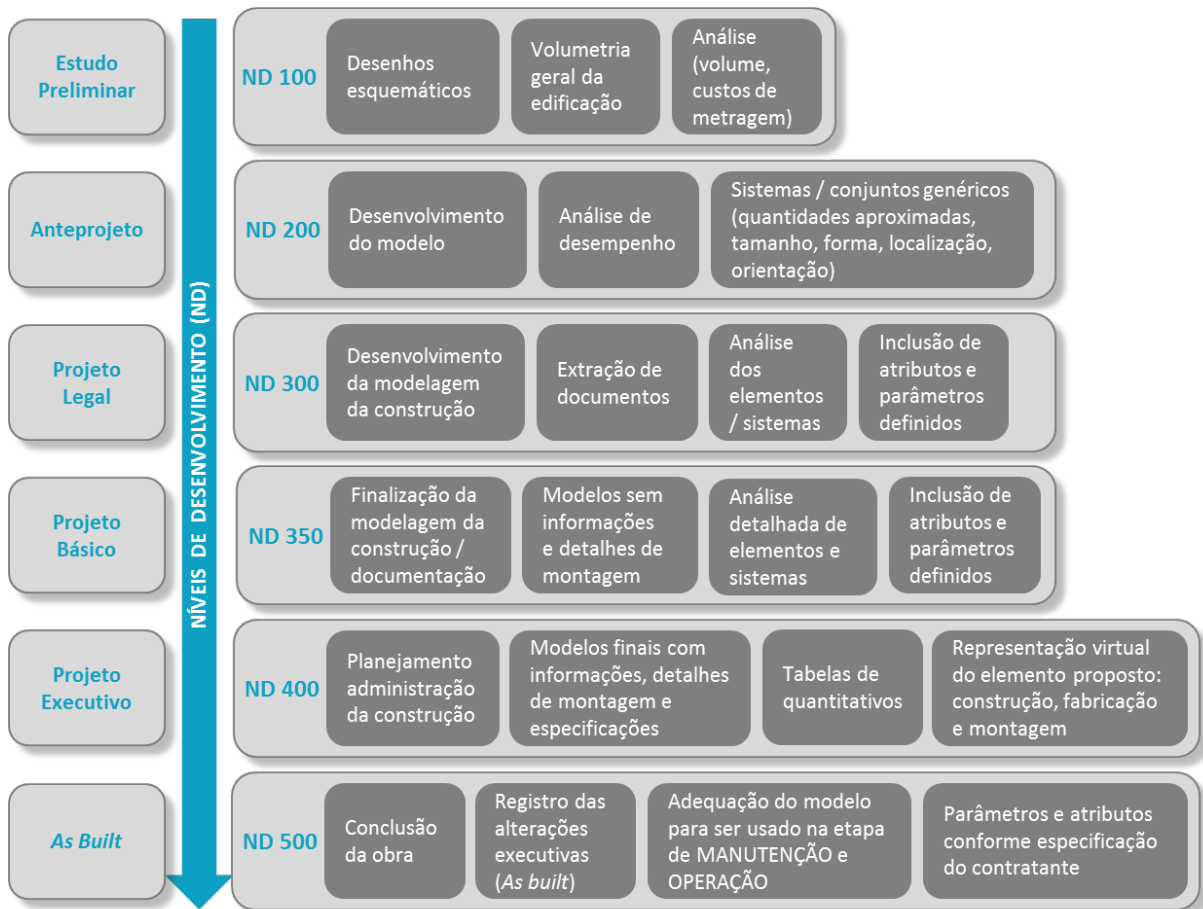 Estudo
Preliminar
ND 100
Desenhos
esquemáticos
Volumetria
geral da
edificação
Análise
(volume,
custos de
metragem)
Anteprojeto
ND 200
Desenvolvimento
do modelo
Análise de
desempenho
Sistemas / conjuntos genéricos
(quantidades aproximadas,
tamanho, forma, localização,
orientação)
NÍVEIS DE DESENVOLVIMENTO (ND)
Projeto
Legal
ND 300
Desenvolvimento
da modelagem
da construção
Extração de
documentos
Análise
dos
elementos
/ sistemas
Inclusão de
atributos e
parâmetros
definidos
Projeto
Básico
ND 350
Finalização da
modelagem da
construção /
documentação
Modelos sem
informações
e detalhes de
montagem
Análise
detalhada de
elementos e
sistemas
Inclusão de
atributos e
parâmetros
definidos
Projeto
Executivo
ND 400
Planejamento
administração
da construção
Modelos finais com
informações, detalhes
de montagem e
especificações
Tabelas de
quantitativos
Representação virtual
do elemento proposto:
construção, fabricação
e montagem
As Built
ND 500
Conclusão
da obra
Registro das
alterações
executivas
(As built)
Adequação do modelo
para ser usado na etapa
de MANUTENÇÃO e
OPERAÇÃO
Parâmetros e atributos
conforme especificação
do contratante